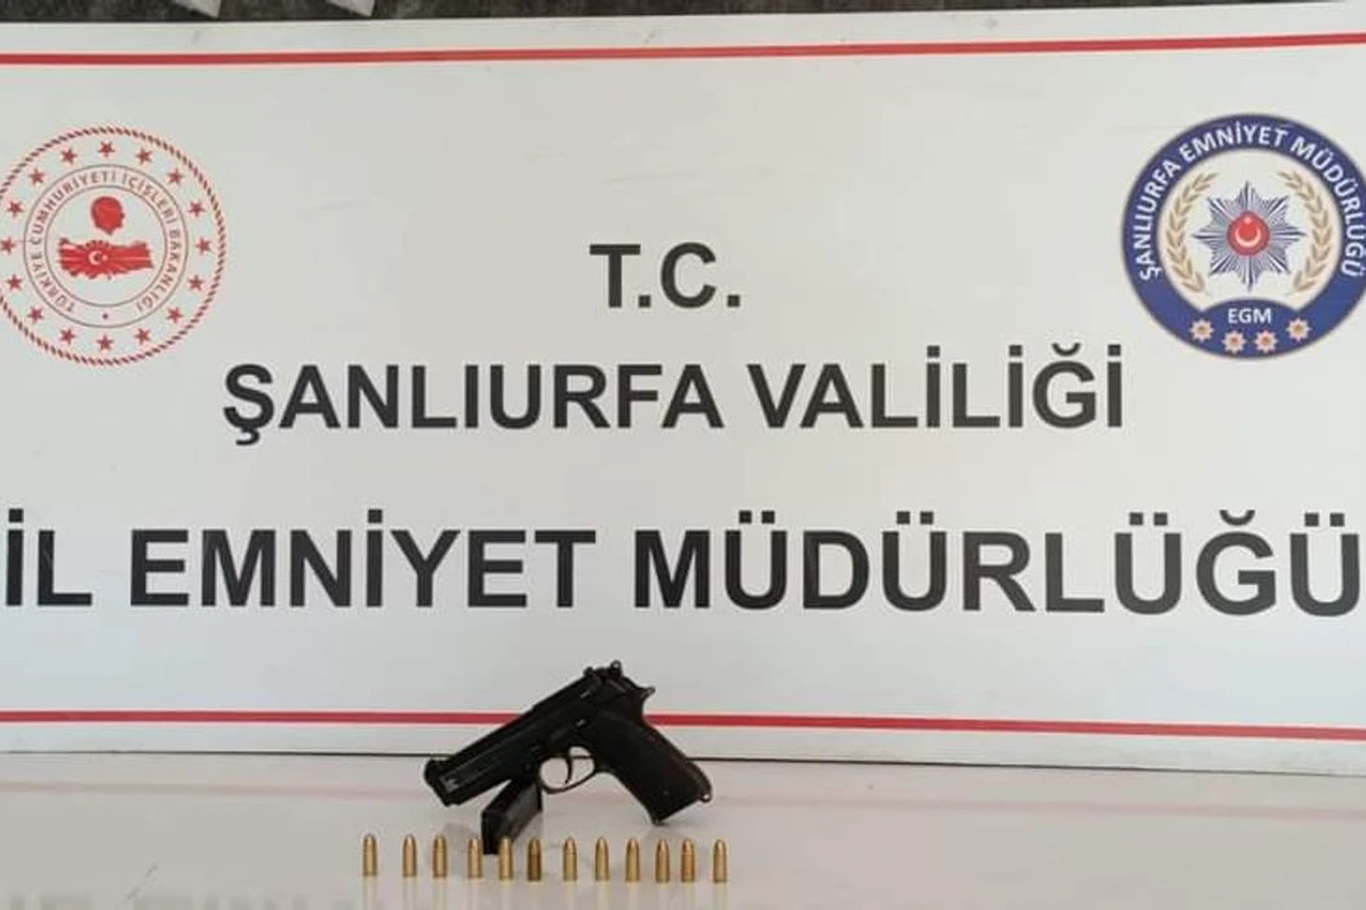 TÜRKİYE CUMHURİYETİ İÇİŞLERİ BAKANLIĞI
ŞANLIURFA EMNİYET MÜDÜRLÜĞÜ
EGM
T.C.
ŞANLIURFA VALİLİĞİ
İL EMNİYET MÜDÜRLÜĞÜ